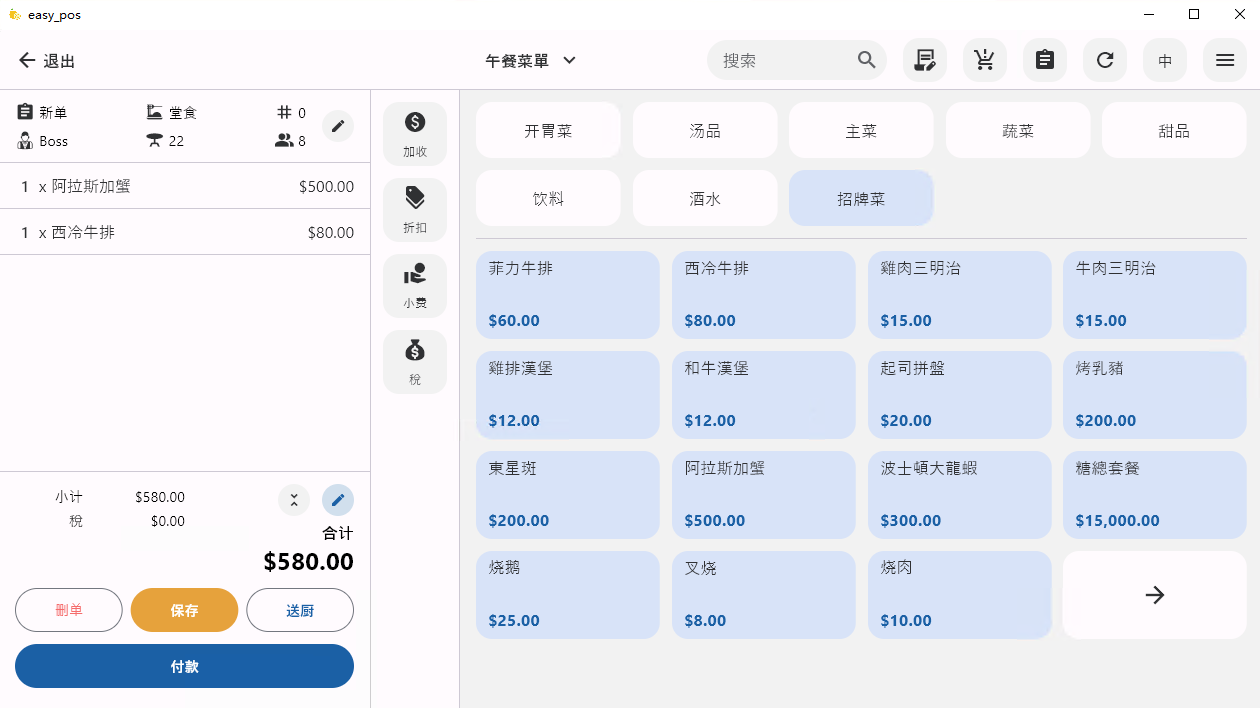 easy_pos
退出
午餐菜單
搜索
中
新单
堂食
0
Boss
22
8
1 x 阿拉斯加蟹 $500.00
1 x 西冷牛排 $80.00
小计 $580.00
稅 $0.00
合计
$580.00
删单
保存
送厨
付款
加收
折扣
小费
稅
开胃菜
汤品
主菜
蔬菜
甜品
饮料
酒水
招牌菜
菲力牛排
$60.00
西冷牛排
$80.00
雞肉三明治
$15.00
牛肉三明治
$15.00
雞排漢堡
$12.00
和牛漢堡
$12.00
起司拼盤
$20.00
烤乳豬
$200.00
東星斑
$200.00
阿拉斯加蟹
$500.00
波士頓大龍蝦
$300.00
糖總套餐
$15,000.00
烧鹅
$25.00
叉烧
$8.00
烧肉
$10.00